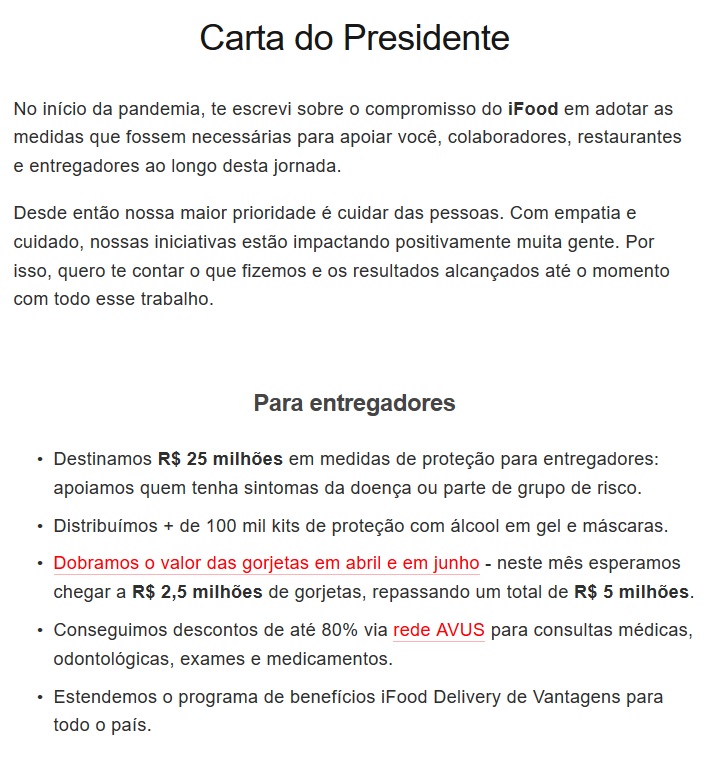 Carta do Presidente
No início da pandemia, te escrevi sobre o compromisso do iFood em adotar as
medidas que fossem necessárias para apoiar você, colaboradores, restaurantes
e entregadores ao longo desta jornada.
Desde então nossa maior prioridade é cuidar das pessoas. Com empatia e
cuidado, nossas iniciativas estão impactando positivamente muita gente. Por
isso, quero te contar o que fizemos e os resultados alcançados até o momento
com todo esse trabalho.
Para entregadores
• Destinamos R$ 25 milhões em medidas de proteção para entregadores:
apoiamos quem tenha sintomas da doença ou parte de grupo de risco.
• Distribuímos + de 100 mil kits de proteção com álcool em gel e máscaras.
• Dobramos o valor das gorjetas em abril e em junho - neste mês esperamos
chegar a R$ 2,5 milhões de gorjetas, repassando um total de R$ 5 milhões.
• Conseguimos descontos de até 80% via rede AVUS para consultas médicas,
odontológicas, exames e medicamentos.
• Estendemos o programa de benefícios iFood Delivery de Vantagens para
todo o país.